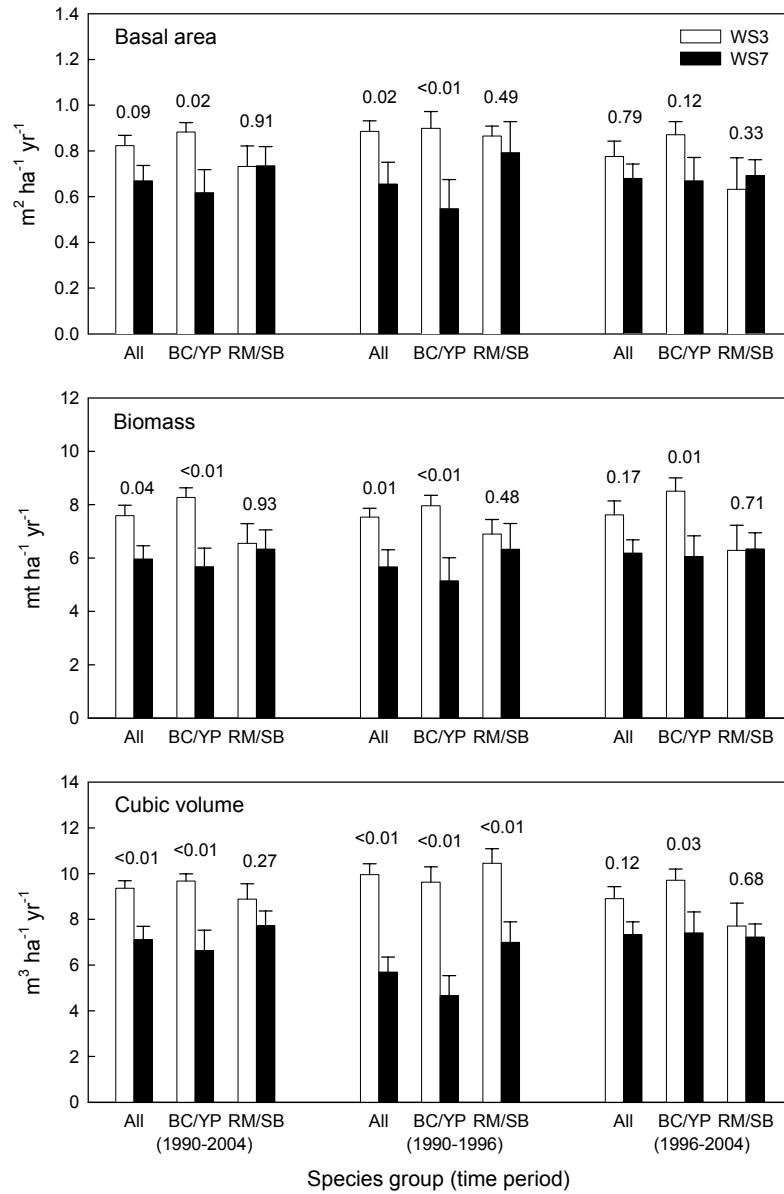 Basal area
WS3
WS7
m² ha⁻¹ yr⁻¹
1.4
1.2
1.0
0.8
0.6
0.4
0.2
0.0
0.09 0.02 0.91 0.02 <0.01 0.49 0.79 0.12 0.33
All BC/YP RM/SB All BC/YP RM/SB All BC/YP RM/SB
Biomass
mt ha⁻¹ yr⁻¹
12
10
8
6
4
2
0
0.04 <0.01 0.93 0.01 <0.01 0.48 0.17 0.01 0.71
All BC/YP RM/SB All BC/YP RM/SB All BC/YP RM/SB
Cubic volume
m³ ha⁻¹ yr⁻¹
14
12
10
8
6
4
2
0
<0.01 <0.01 0.27 <0.01 <0.01 <0.01 0.12 0.03 0.68
All BC/YP RM/SB All BC/YP RM/SB All BC/YP RM/SB
(1990-2004) (1990-1996) (1996-2004)
Species group (time period)